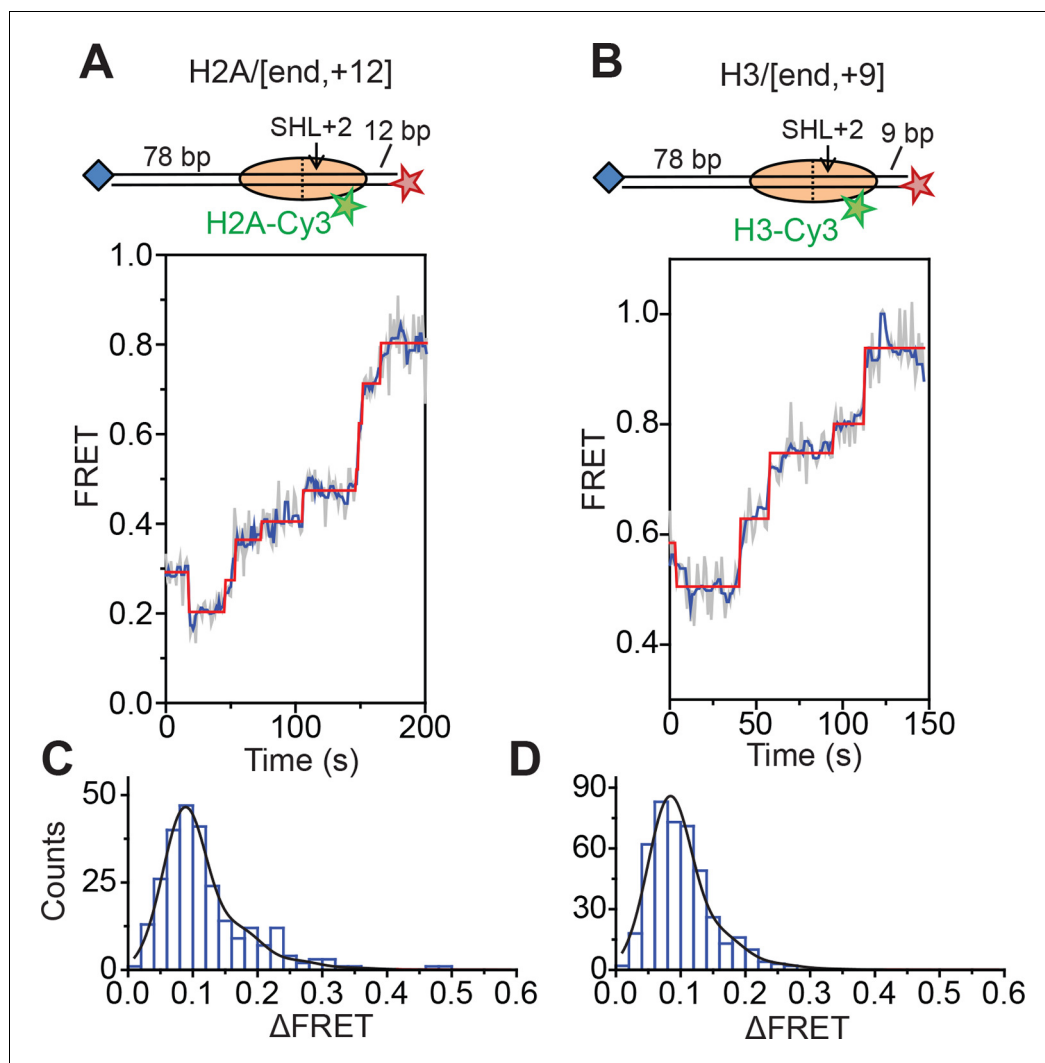 A
H2A/[end,+12]
SHL+2
12 bp
78 bp
H2A-Cy3
1.0
0.8
0.6
0.4
0.2
0.0
FRET
0
100
200
Time (s)
B
H3/[end,+9]
SHL+2
9 bp
78 bp
H3-Cy3
1.0
0.8
0.6
0.4
FRET
0
50
100
150
Time (s)
C
50
25
0
Counts
0.0 0.1 0.2 0.3 0.4 0.5 0.6
ΔFRET
D
90
60
30
0
0.0 0.1 0.2 0.3 0.4 0.5 0.6
ΔFRET